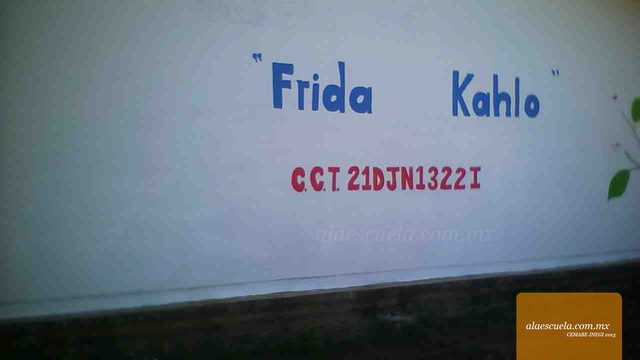 "Frida Kahlo"
C.C.T. 21DJN1322I
alaescuela.com.mx
alaescuela.com.mx
CEMABE-INEGI 2013